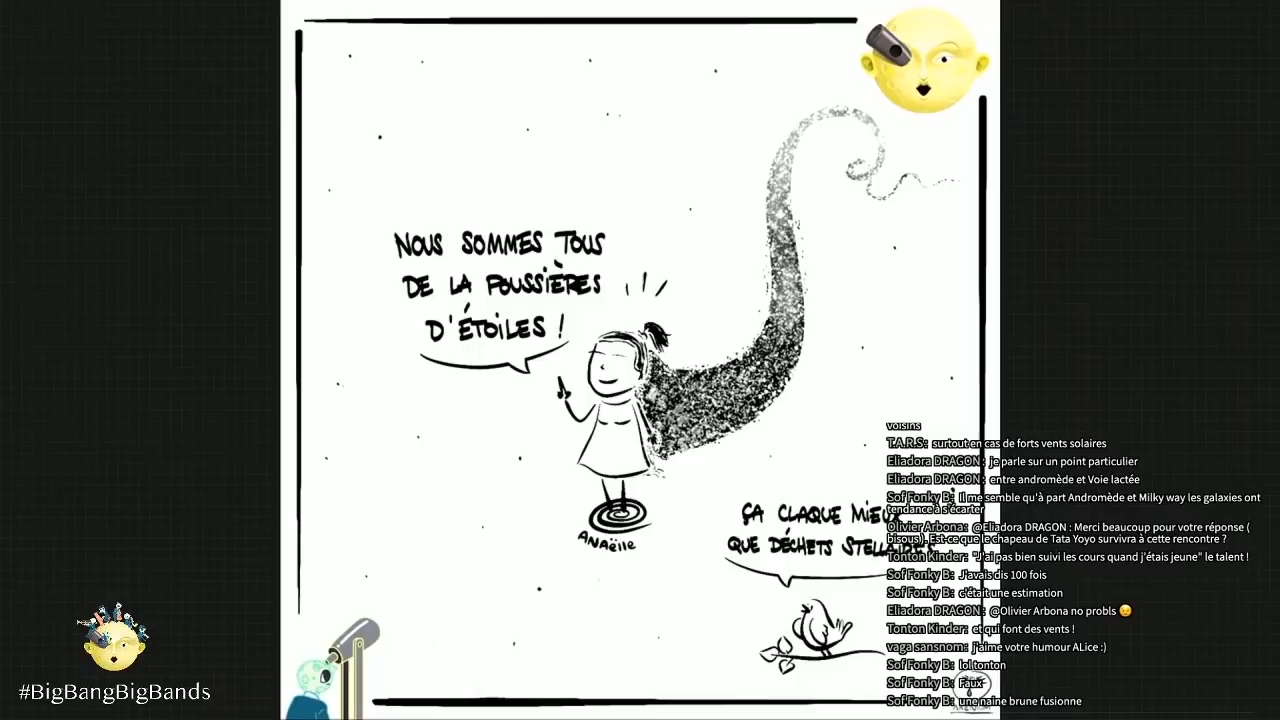 NOUS SOMMES TOUS
DE LA POUSSIÈRES
D'ÉTOILES !
ANAËLLE
ÇA CLAQUE MIEUX
QUE DÉCHETS STELLAIRES
voisins
T.A.R.S: surtout en cas de forts vents solaires
Eliadora DRAGON: je parle sur un point particulier
Eliadora DRAGON: entre andromède et Voie lactée
Sof Fonky B: Il me semble qu'à part Andromède et Milky way les galaxies ont
tendance à s'écarter
Olivier Arbona: @Eliadora DRAGON : Merci beaucoup pour votre réponse (
bisous). Est-ce que le chapeau de Tata Yoyo survivra à cette rencontre ?
Tonton Kinder: "J'ai pas bien suivi les cours quand j'étais jeune" le talent !
Sof Fonky B: J'avais dis 100 fois
Sof Fonky B: c'était une estimation
Eliadora DRAGON: @Olivier Arbona no probls 😉
Tonton Kinder: et qui font des vents !
vaga sansnom: j'aime votre humour ALice :)
Sof Fonky B: lol tonton
Sof Fonky B: Faux
Sof Fonky B: une naine brune fusionne
#BigBangBigBands